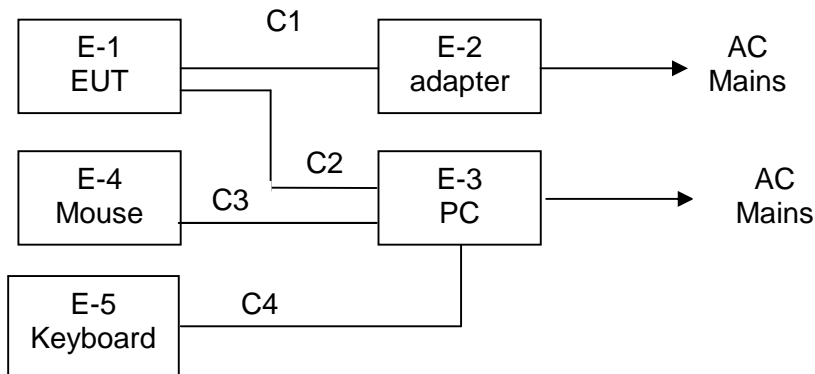 C1
E-1
EUT
E-2
adapter
AC
Mains
C2
E-4
Mouse
C3
E-3
PC
AC
Mains
E-5
Keyboard
C4